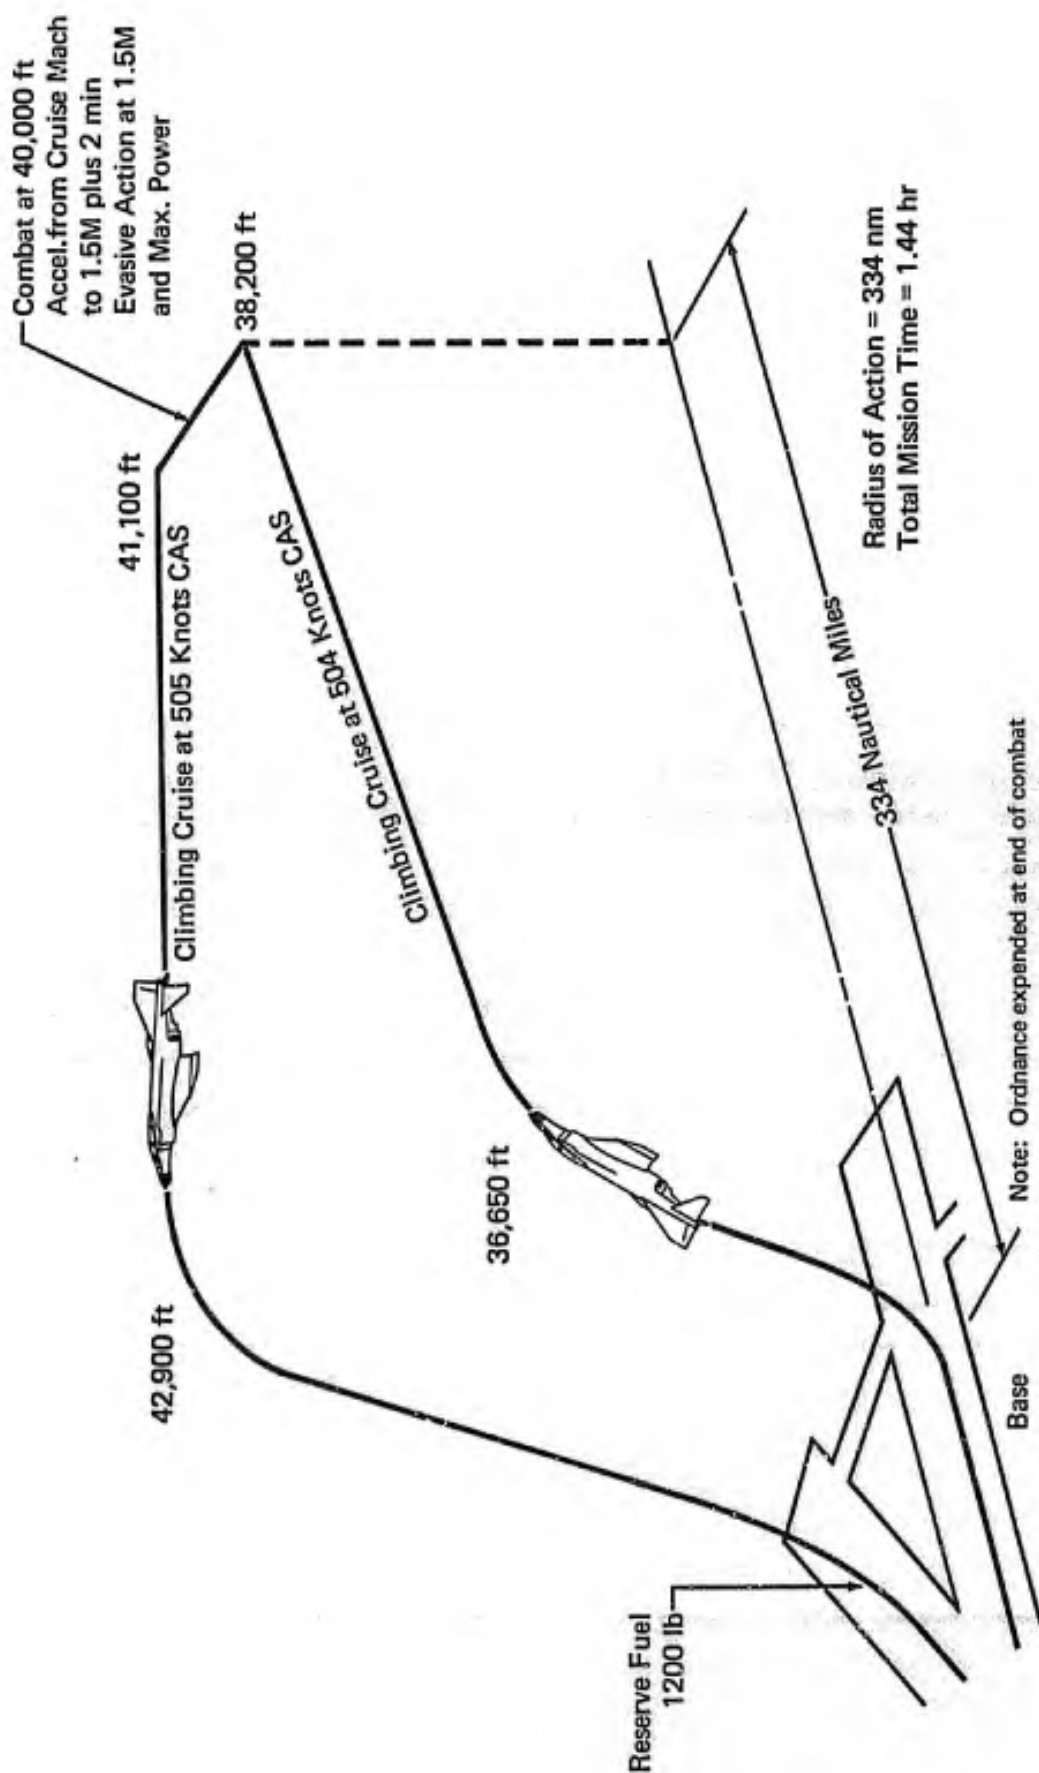 Combat at 40,000 ft
Accel.from Cruise Mach
to 1.5M plus 2 min
Evasive Action at 1.5M
and Max. Power
42,900 ft
Climbing Cruise at 505 Knots CAS
41,100 ft
38,200 ft
Climbing Cruise at 504 Knots CAS
36,650 ft
Reserve Fuel
1200 lb
334 Nautical Miles
Radius of Action = 334 nm
Total Mission Time = 1.44 hr
Base
Note: Ordnance expended at end of combat